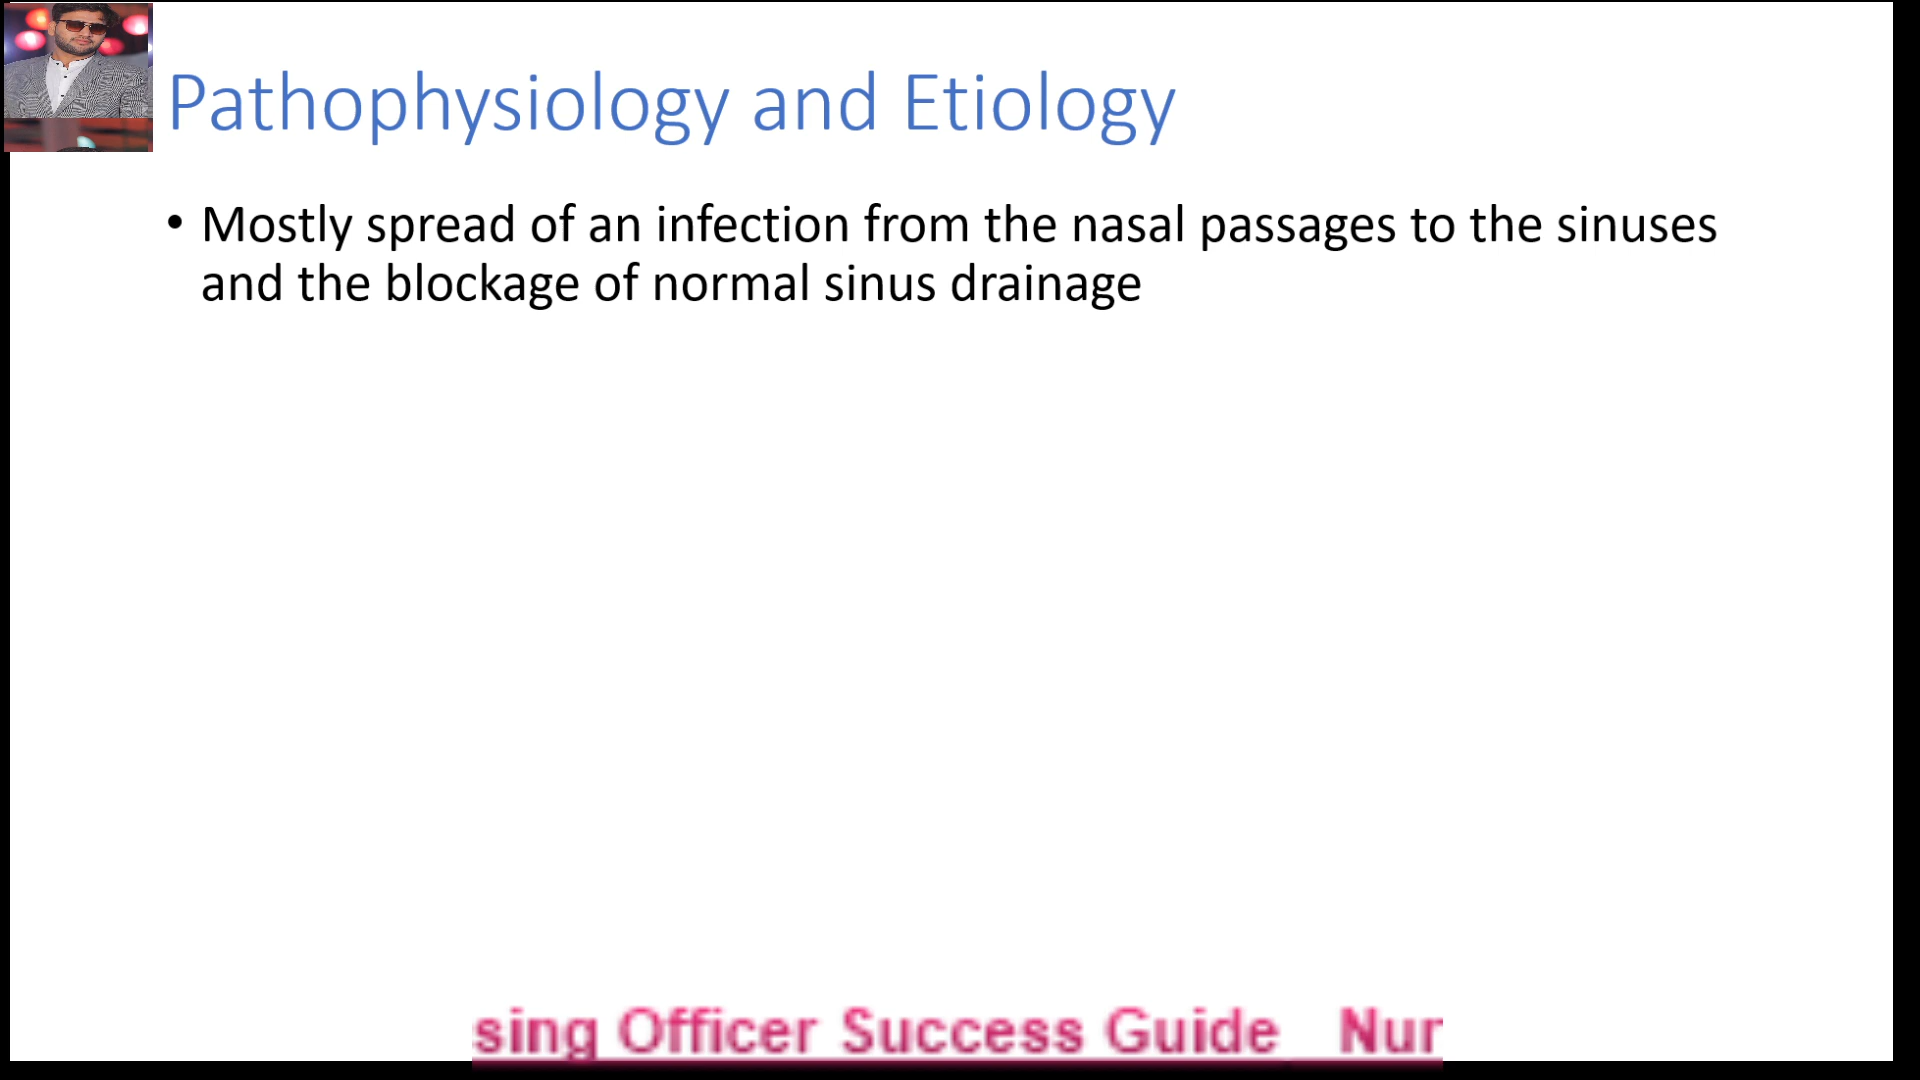 Pathophysiology and Etiology
• Mostly spread of an infection from the nasal passages to the sinuses
and the blockage of normal sinus drainage
sing Officer Success Guide Nur